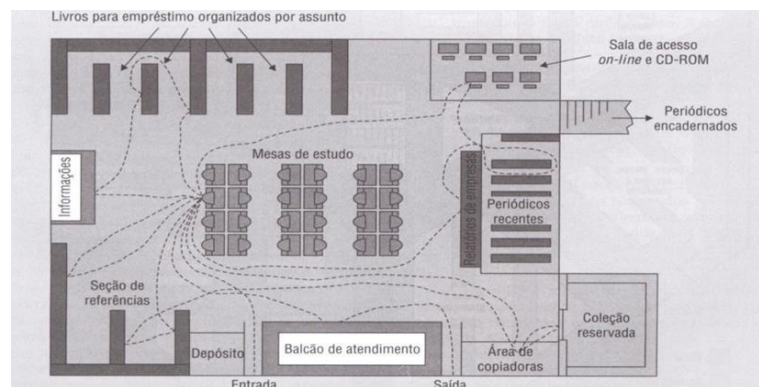 Livros para empréstimo organizados por assunto
Sala de acesso
on-line e CD-ROM
Periódicos
encadernados
Mesas de estudo
Informações
Relatórios de empresas
Periódicos
recentes
Seção de
referências
Coleção
reservada
Depósito
Balcão de atendimento
Área de
copiadoras
Entrada
Saída